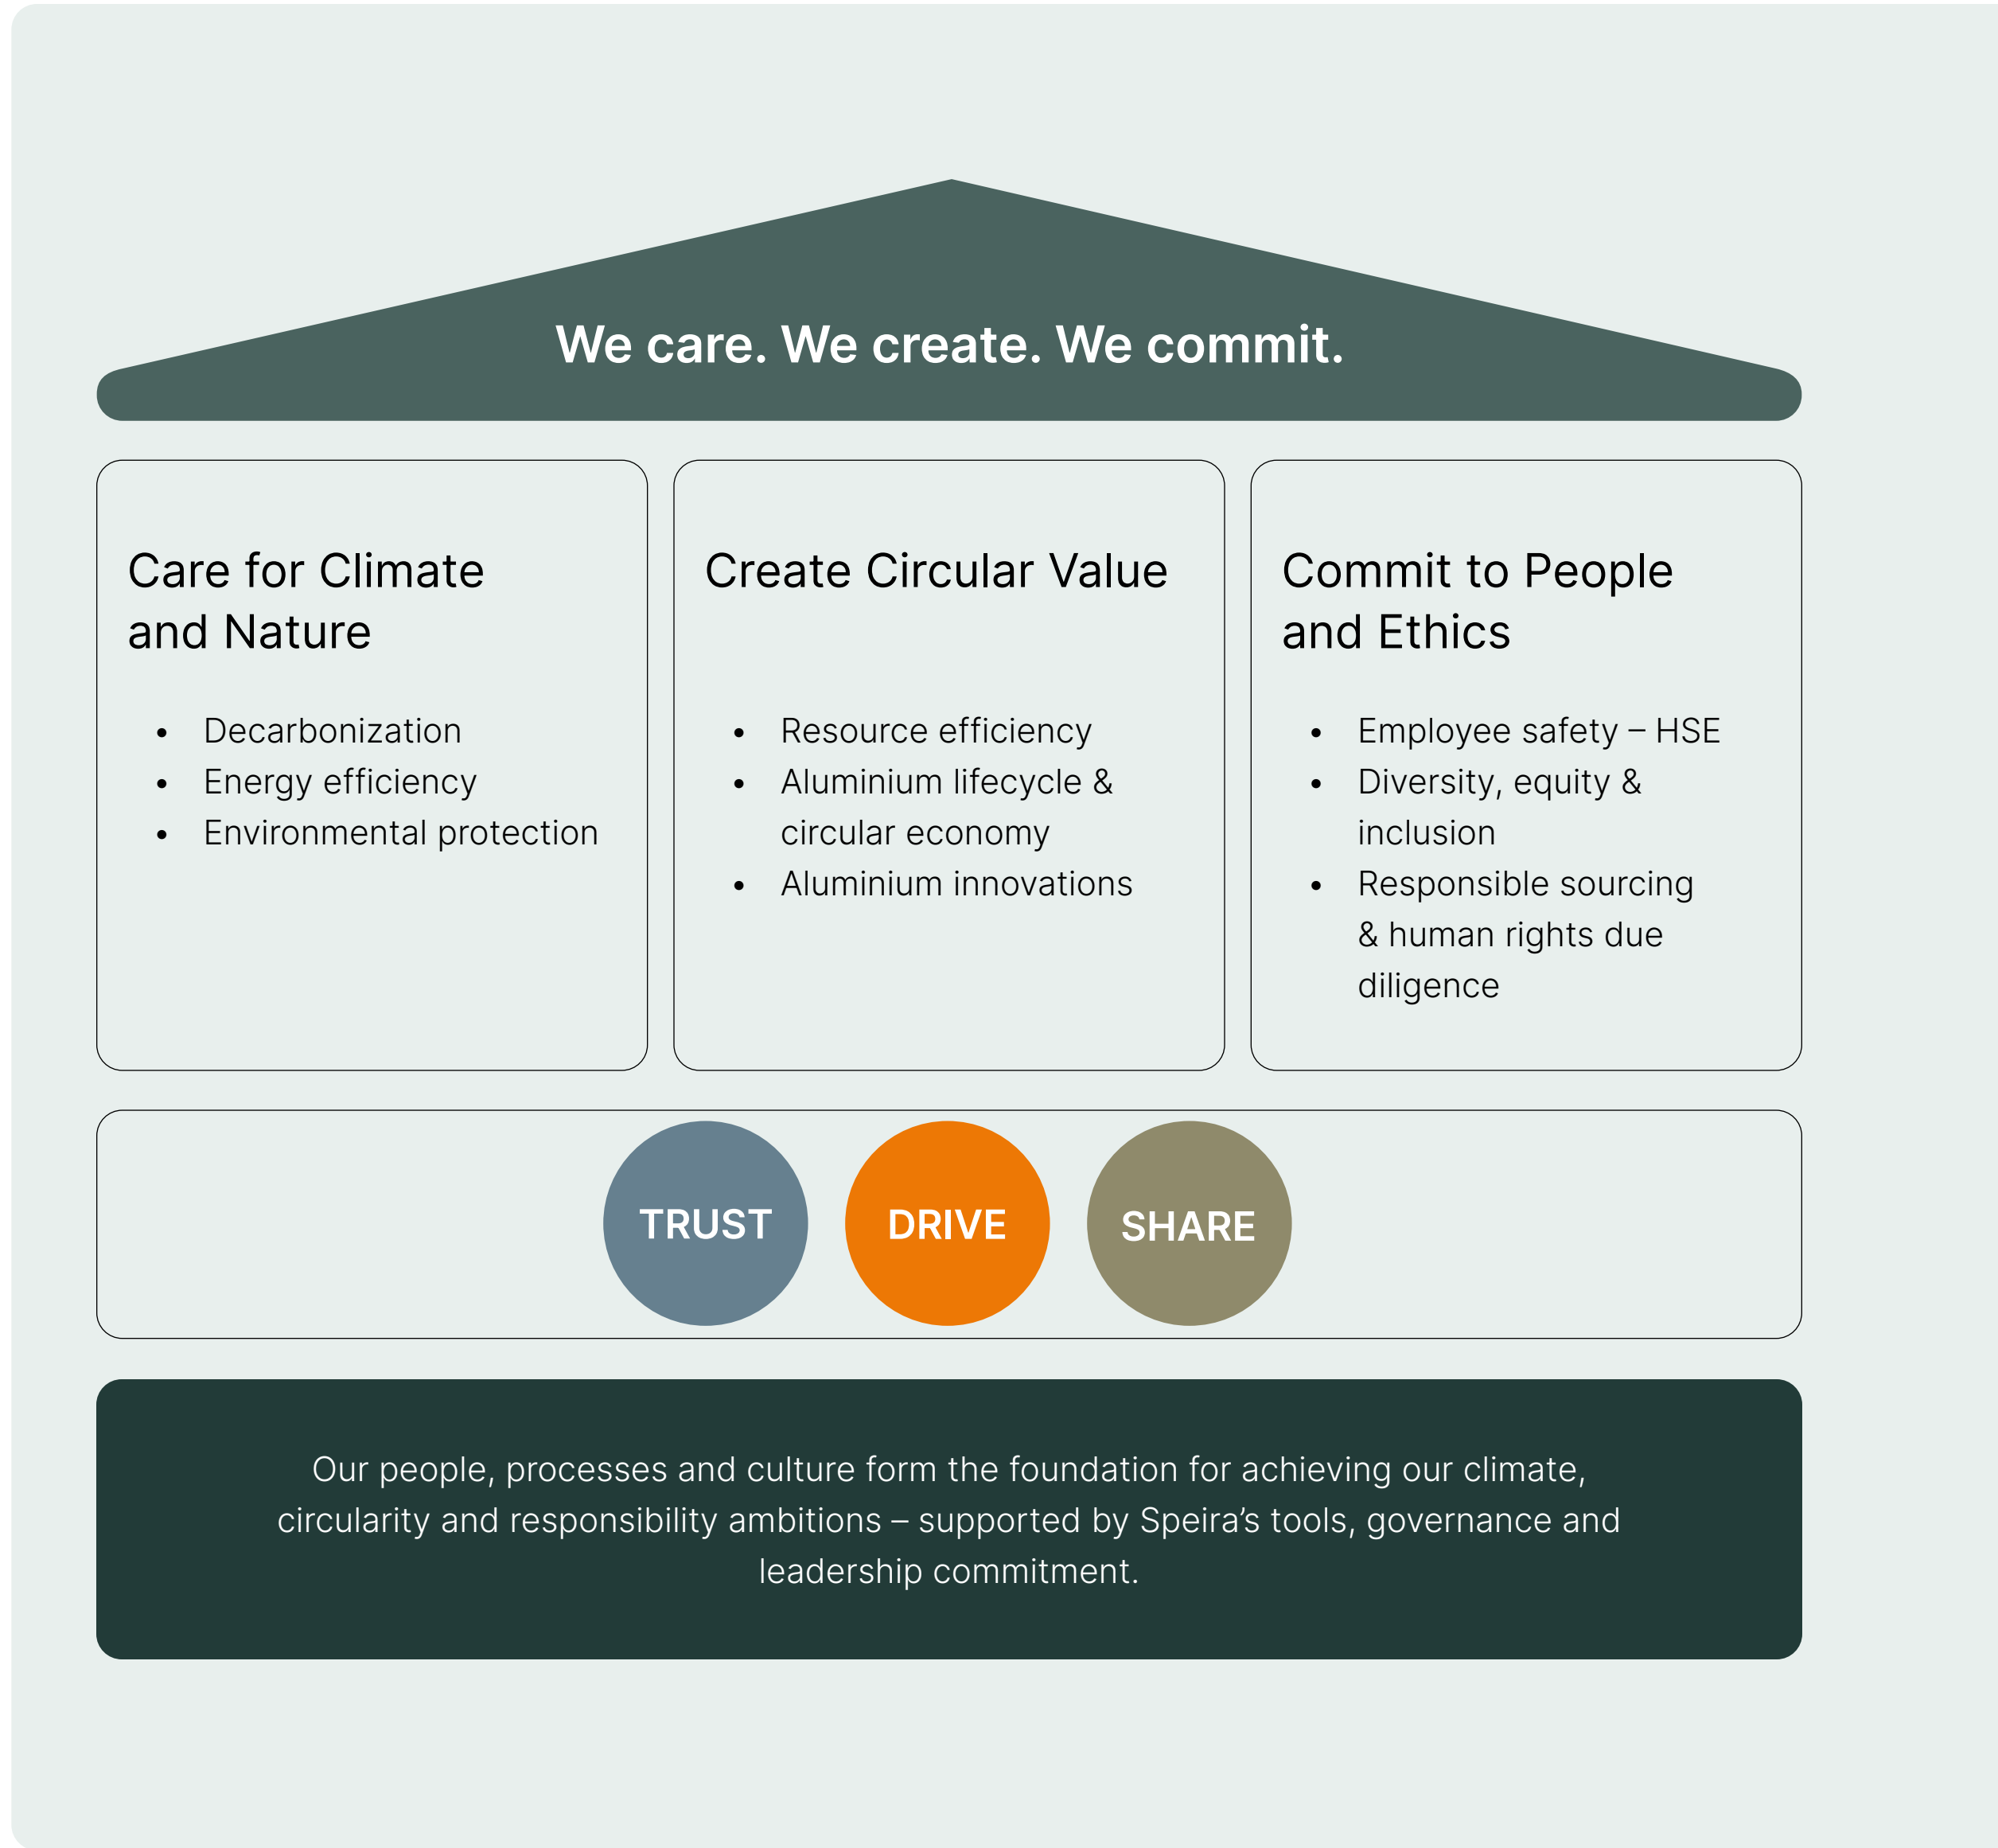 We care. We create. We commit.
Care for Climate
and Nature
• Decarbonization
• Energy efficiency
• Environmental protection
Create Circular Value
• Resource efficiency
• Aluminium lifecycle &
circular economy
• Aluminium innovations
Commit to People
and Ethics
• Employee safety – HSE
• Diversity, equity &
inclusion
• Responsible sourcing
& human rights due
diligence
TRUST
DRIVE
SHARE
Our people, processes and culture form the foundation for achieving our climate,
circularity and responsibility ambitions – supported by Speira’s tools, governance and
leadership commitment.